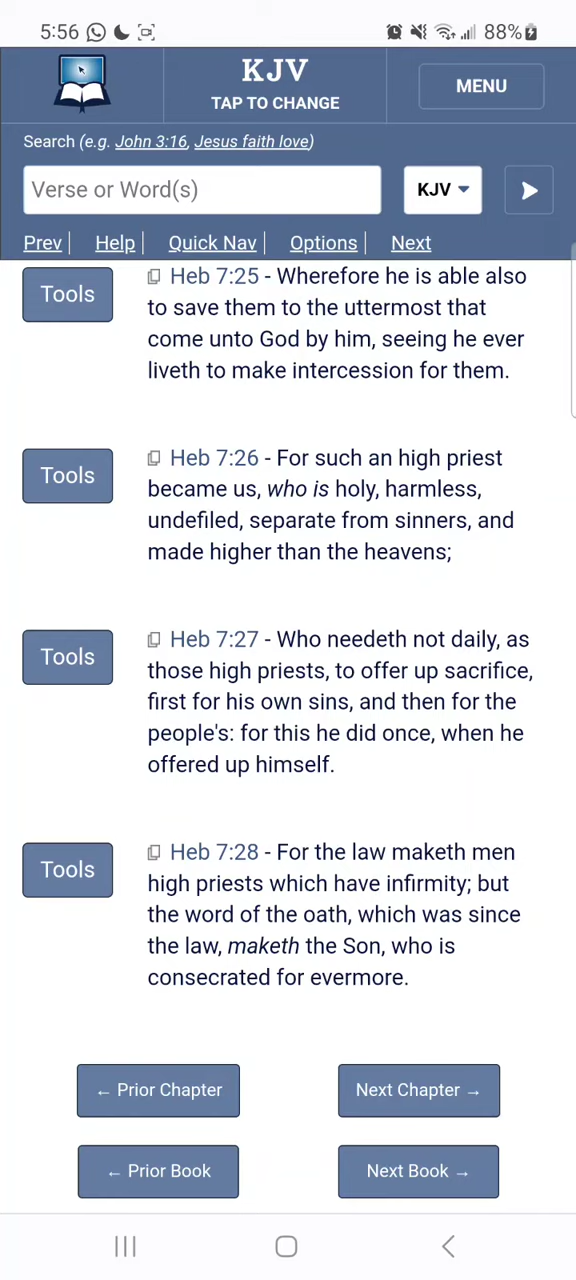 5:56 88%
KJV
TAP TO CHANGE
MENU
Search (e.g. John 3:16, Jesus faith love)
Verse or Word(s) KJV
Prev| Help| Quick Nav| Options| Next
Tools
Heb 7:25 - Wherefore he is able also
to save them to the uttermost that
come unto God by him, seeing he ever
liveth to make intercession for them.
Tools
Heb 7:26 - For such an high priest
became us, who is holy, harmless,
undefiled, separate from sinners, and
made higher than the heavens;
Tools
Heb 7:27 - Who needeth not daily, as
those high priests, to offer up sacrifice,
first for his own sins, and then for the
people's: for this he did once, when he
offered up himself.
Tools
Heb 7:28 - For the law maketh men
high priests which have infirmity; but
the word of the oath, which was since
the law, maketh the Son, who is
consecrated for evermore.
← Prior Chapter Next Chapter →
← Prior Book Next Book →